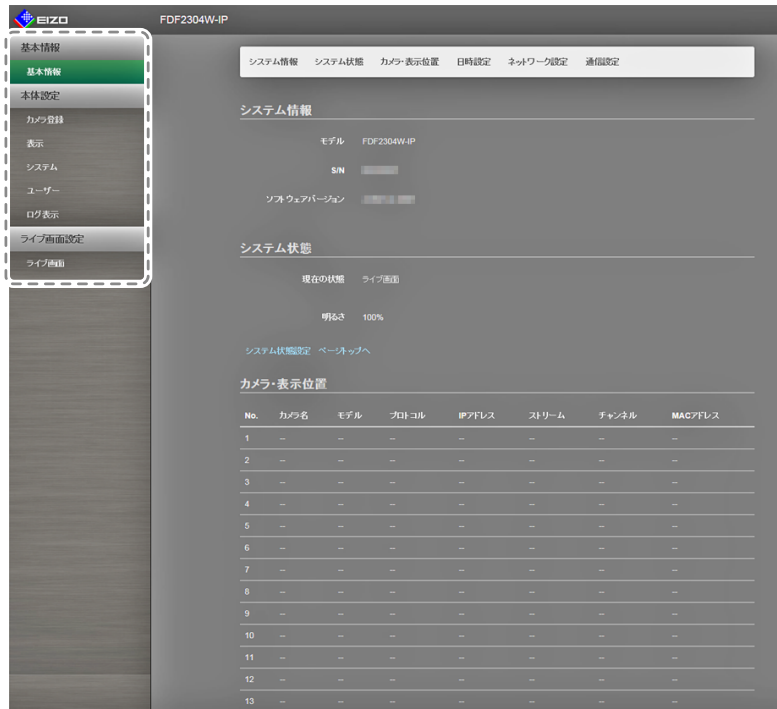 EIZO FDF2304W-IP
基本情報
基本情報
本体設定
カメラ登録
表示
システム
ユーザー
ログ表示
ライブ画面設定
ライブ画面
システム情報 システム状態 カメラ・表示位置 日時設定 ネットワーク設定 通信設定
システム情報
モデル FDF2304W-IP
S/N
ソフトウェアバージョン
システム状態
現在の状態 ライブ画面
明るさ 100%
システム状態設定 ページトップへ
カメラ・表示位置
No. カメラ名 モデル プロトコル IPアドレス ストリーム チャンネル MACアドレス
1 -- -- -- -- -- -- --
2 -- -- -- -- -- -- --
3 -- -- -- -- -- -- --
4 -- -- -- -- -- -- --
5 -- -- -- -- -- -- --
6 -- -- -- -- -- -- --
7 -- -- -- -- -- -- --
8 -- -- -- -- -- -- --
9 -- -- -- -- -- -- --
10 -- -- -- -- -- -- --
11 -- -- -- -- -- -- --
12 -- -- -- -- -- -- --
13 -- -- -- -- -- -- --